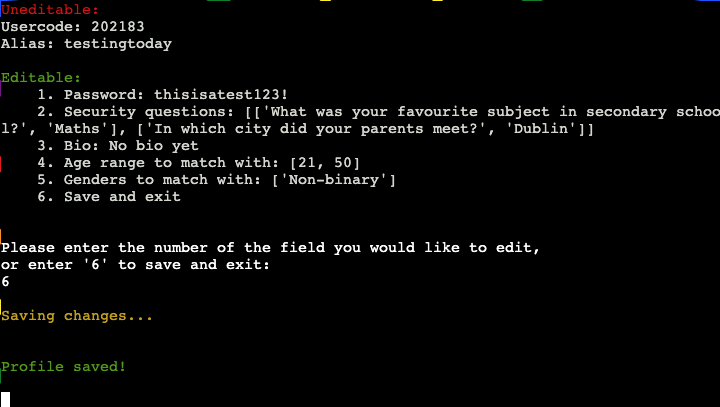 Uneditable:
Usercode: 202183
Alias: testingtoday
Editable:
1. Password: thisisatest123!
2. Security questions: [['What was your favourite subject in secondary schoo
l?', 'Maths'], ['In which city did your parents meet?', 'Dublin']]
3. Bio: No bio yet
4. Age range to match with: [21, 50]
5. Genders to match with: ['Non-binary']
6. Save and exit
Please enter the number of the field you would like to edit,
or enter '6' to save and exit:
6
Saving changes...
Profile saved!